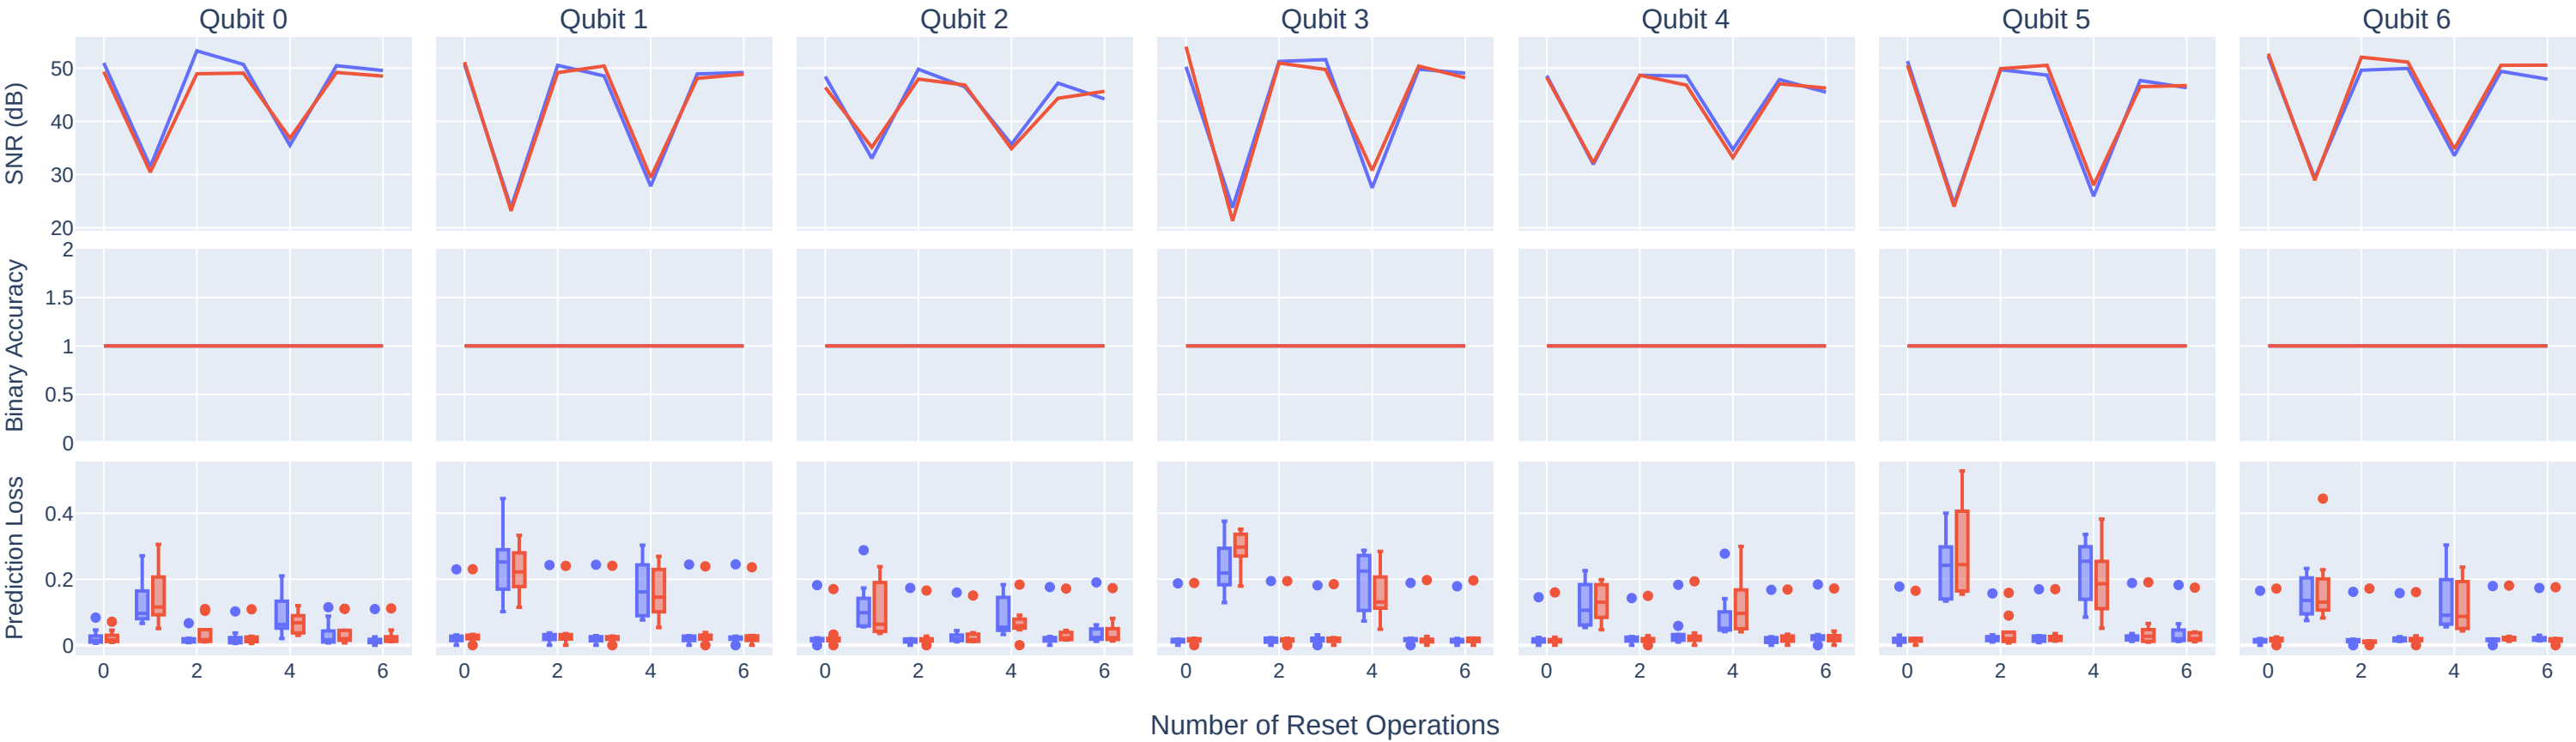 Qubit 0 Qubit 1 Qubit 2 Qubit 3 Qubit 4 Qubit 5 Qubit 6
SNR (dB)
50
40
30
20
Binary Accuracy
2
1.5
1
0.5
0
Prediction Loss
0.4
0.2
0
0 2 4 6 0 2 4 6 0 2 4 6 0 2 4 6 0 2 4 6 0 2 4 6 0 2 4 6
Number of Reset Operations